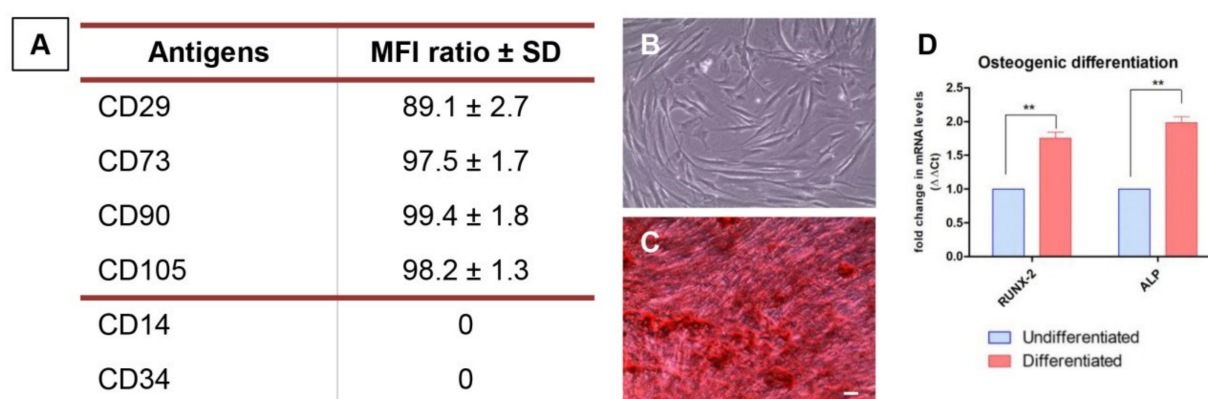 A
Antigens MFI ratio ± SD
CD29 89.1 ± 2.7
CD73 97.5 ± 1.7
CD90 99.4 ± 1.8
CD105 98.2 ± 1.3
CD14 0
CD34 0
B
C
D
Osteogenic differentiation
fold change in mRNA levels
(ΔΔCt)
2.5
2.0
1.5
1.0
0.5
0.0
**
**
RUNX-2
ALP
Undifferentiated
Differentiated